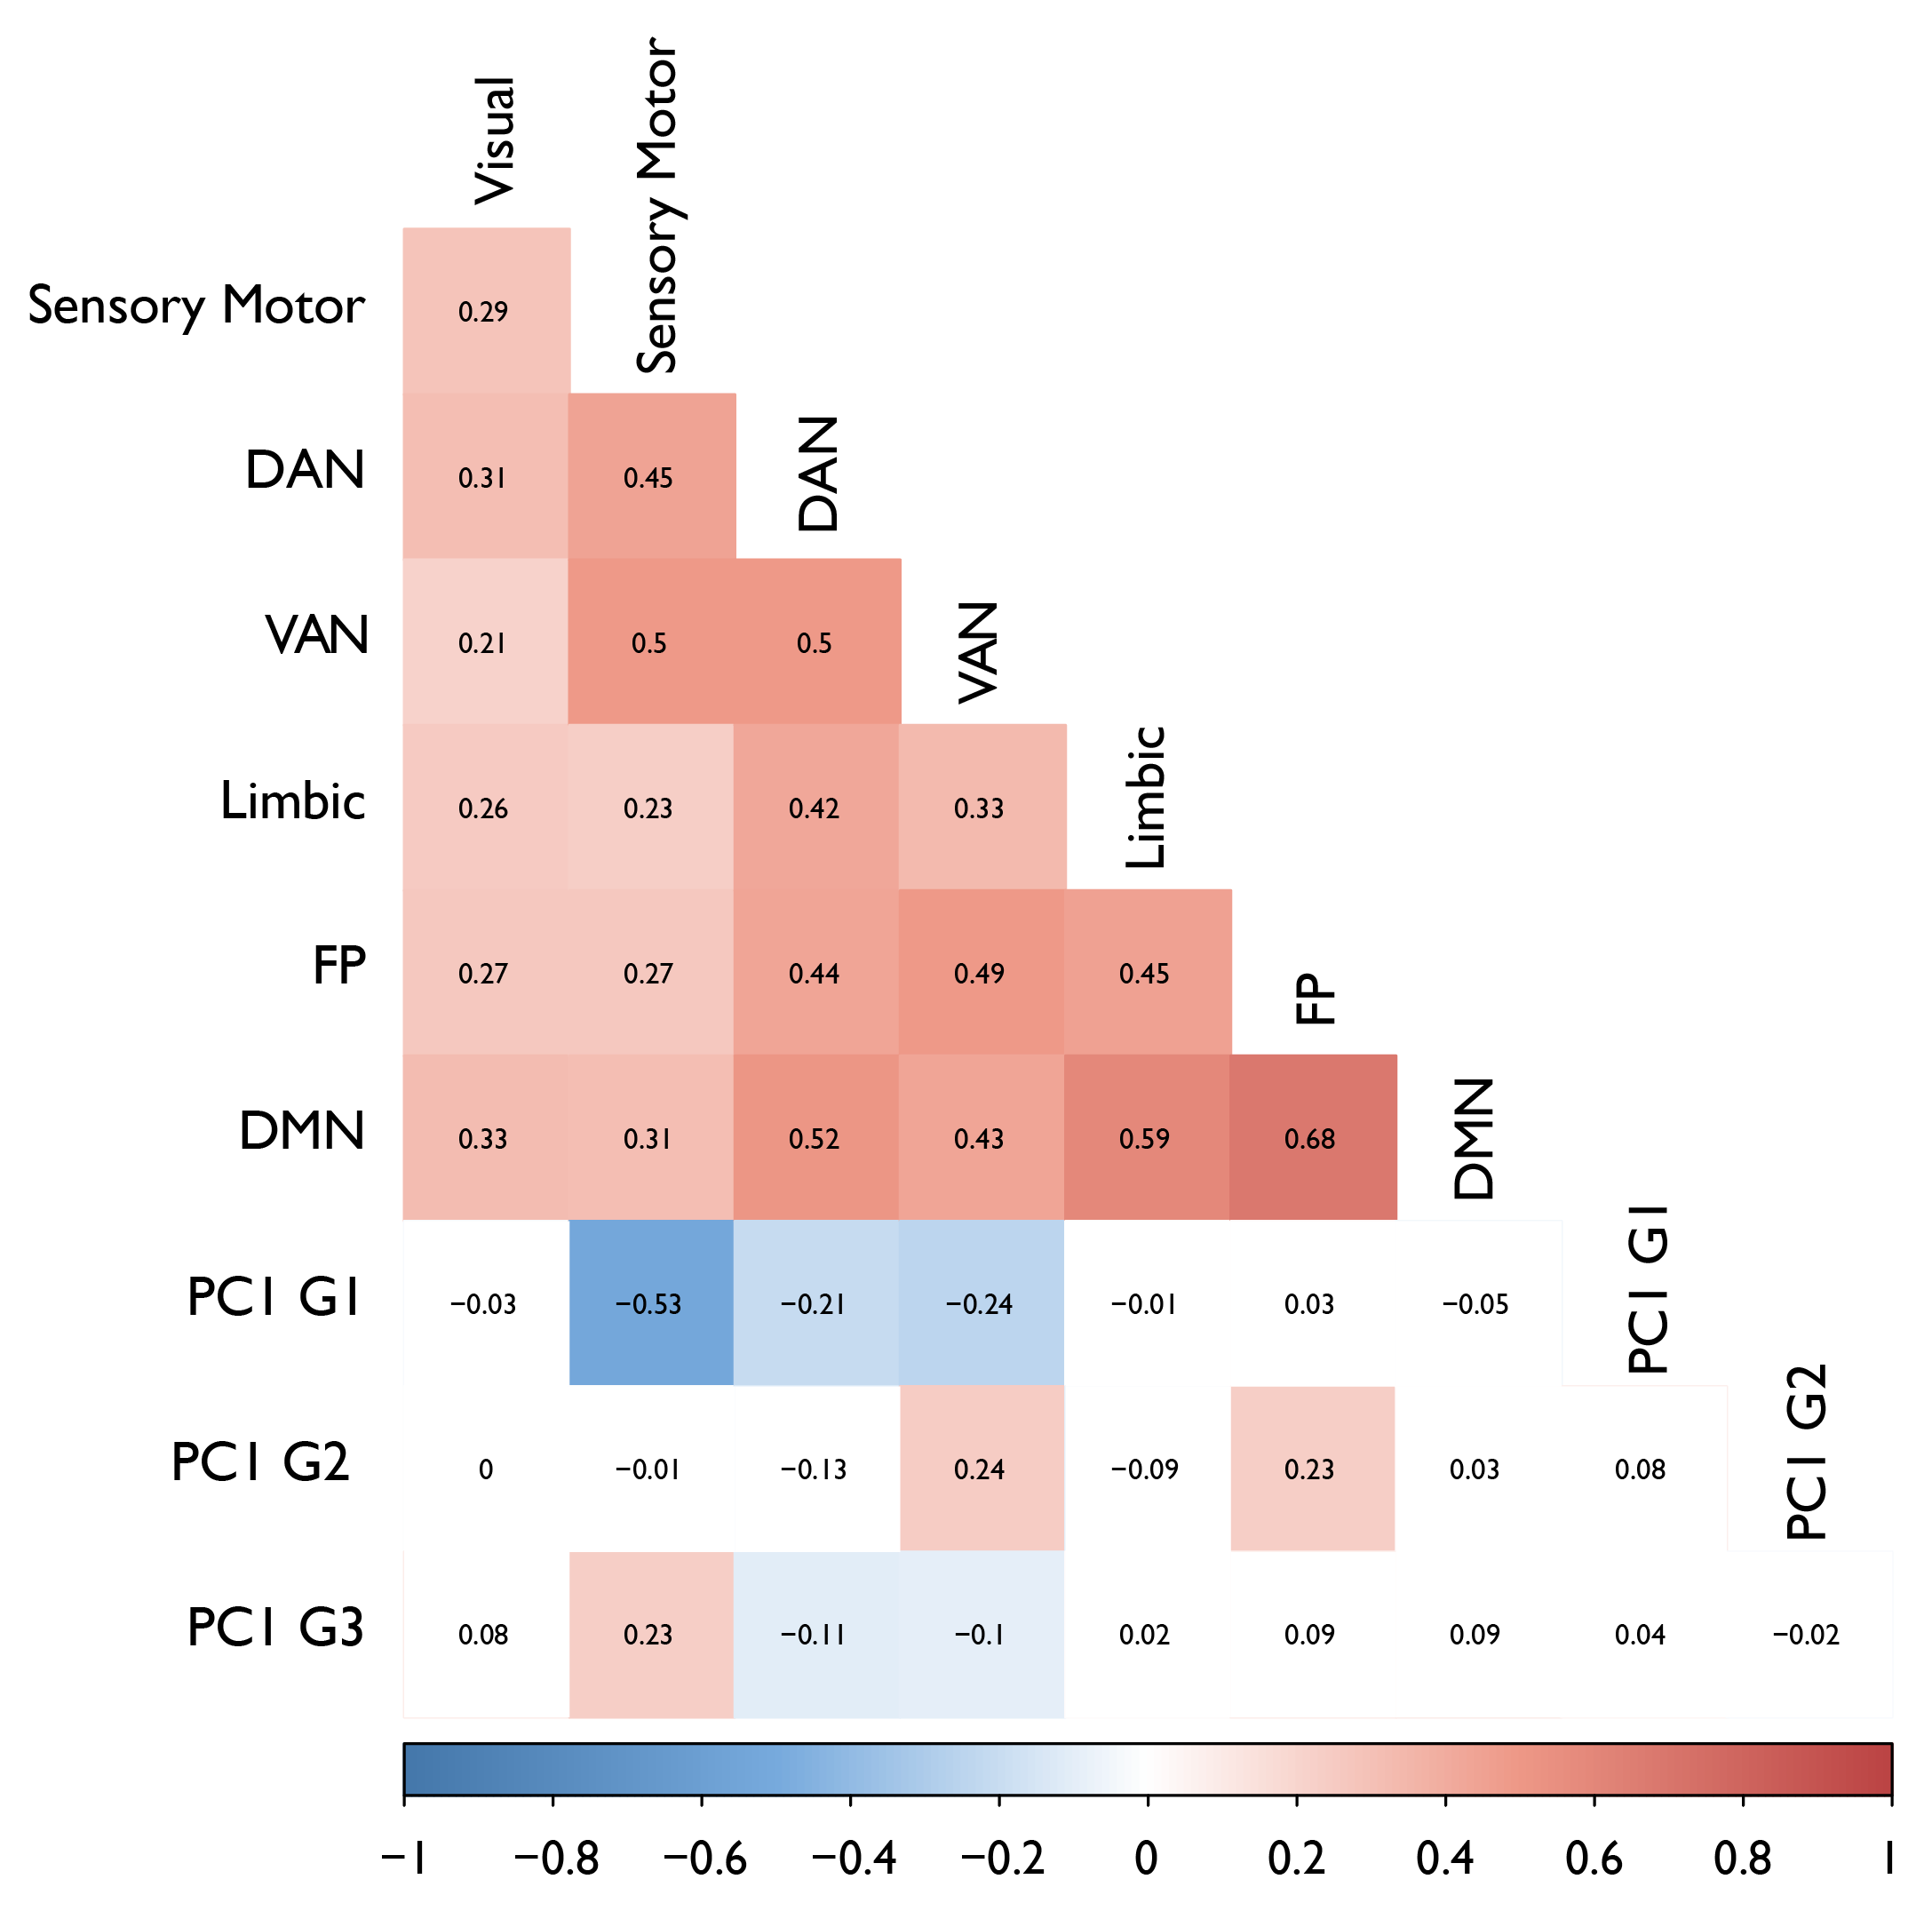 Visual
Sensory Motor
Sensory Motor 0.29
DAN
DAN 0.31 0.45
VAN
VAN 0.21 0.5 0.5
Limbic
Limbic 0.26 0.23 0.42 0.33
FP
FP 0.27 0.27 0.44 0.49 0.45
DMN
DMN 0.33 0.31 0.52 0.43 0.59 0.68
PC1 G1
PC1 G1 −0.03 −0.53 −0.21 −0.24 −0.01 0.03 −0.05
PC1 G2
PC1 G2 0 −0.01 −0.13 0.24 −0.09 0.23 0.03 0.08
PC1 G3 0.08 0.23 −0.11 −0.1 0.02 0.09 0.09 0.04 −0.02
−1 −0.8 −0.6 −0.4 −0.2 0 0.2 0.4 0.6 0.8 1